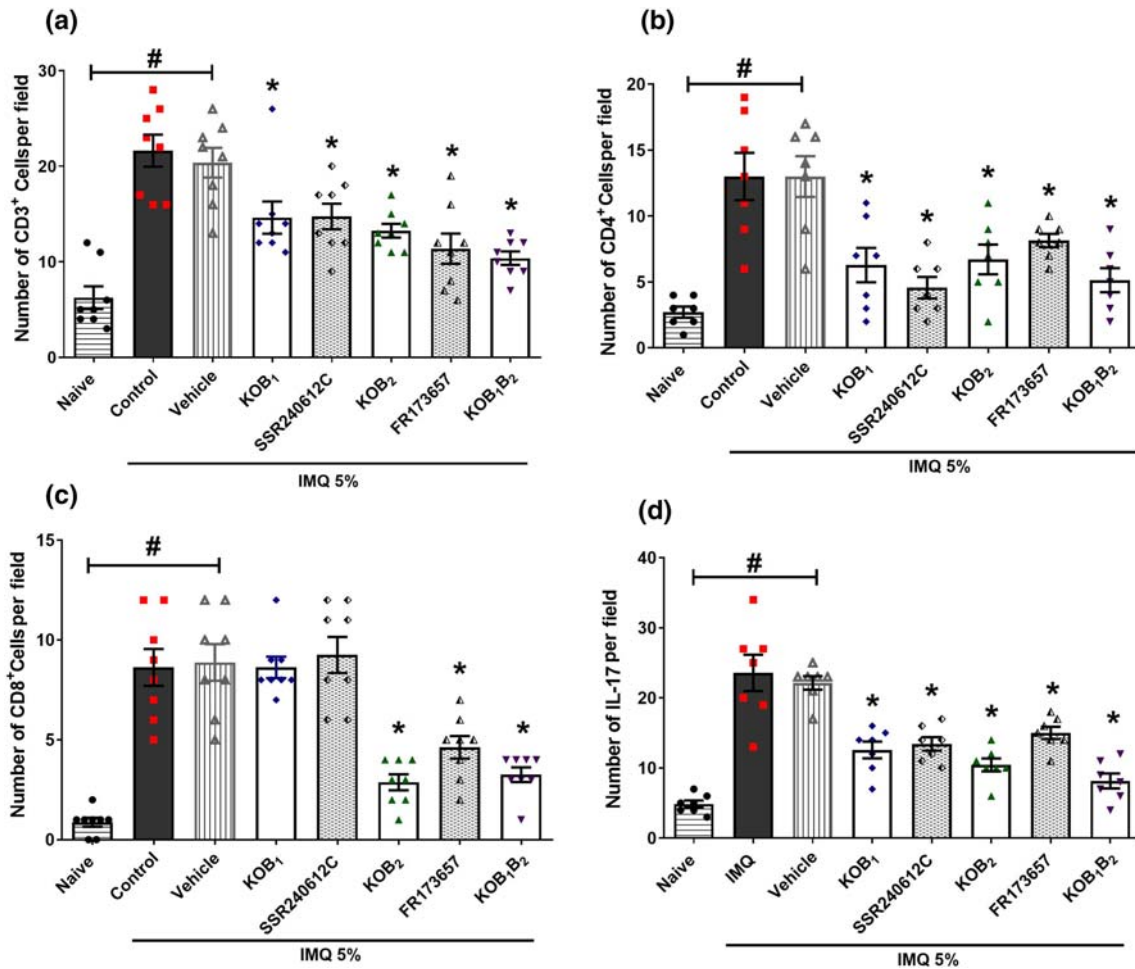 (a)
#
*
*
*
*
*
Number of CD3⁺ Cellsper field
30
20
10
0
Naive
Control
Vehicle
KOB₁
SSR240612C
KOB₂
FR173657
KOB₁B₂
IMQ 5%
(b)
#
*
*
*
*
*
Number of CD4⁺Cellsper field
20
15
10
5
0
Naive
Control
Vehicle
KOB₁
SSR240612C
KOB₂
FR173657
KOB₁B₂
IMQ 5%
(c)
#
*
*
*
Number of CD8⁺Cellsper field
15
10
5
0
Naive
Control
Vehicle
KOB₁
SSR240612C
KOB₂
FR173657
KOB₁B₂
IMQ 5%
(d)
#
*
*
*
*
*
Number of IL-17 per field
40
30
20
10
0
Naive
IMQ
Vehicle
KOB₁
SSR240612C
KOB₂
FR173657
KOB₁B₂
IMQ 5%